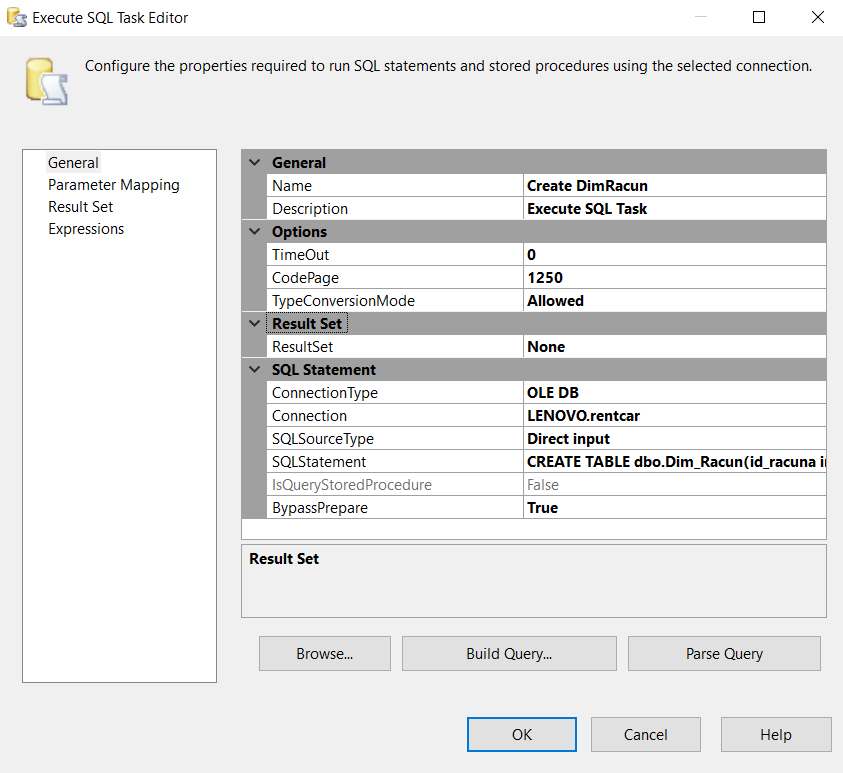 Execute SQL Task Editor
Configure the properties required to run SQL statements and stored procedures using the selected connection.
General
Parameter Mapping
Result Set
Expressions
General
Name Create DimRacun
Description Execute SQL Task
Options
TimeOut 0
CodePage 1250
TypeConversionMode Allowed
Result Set
ResultSet None
SQL Statement
ConnectionType OLE DB
Connection LENOVO.rentcar
SQLSourceType Direct input
SQLStatement CREATE TABLE dbo.Dim_Racun(id_racuna
IsQueryStoredProcedure False
BypassPrepare True
Result Set
Browse... Build Query... Parse Query
OK Cancel Help